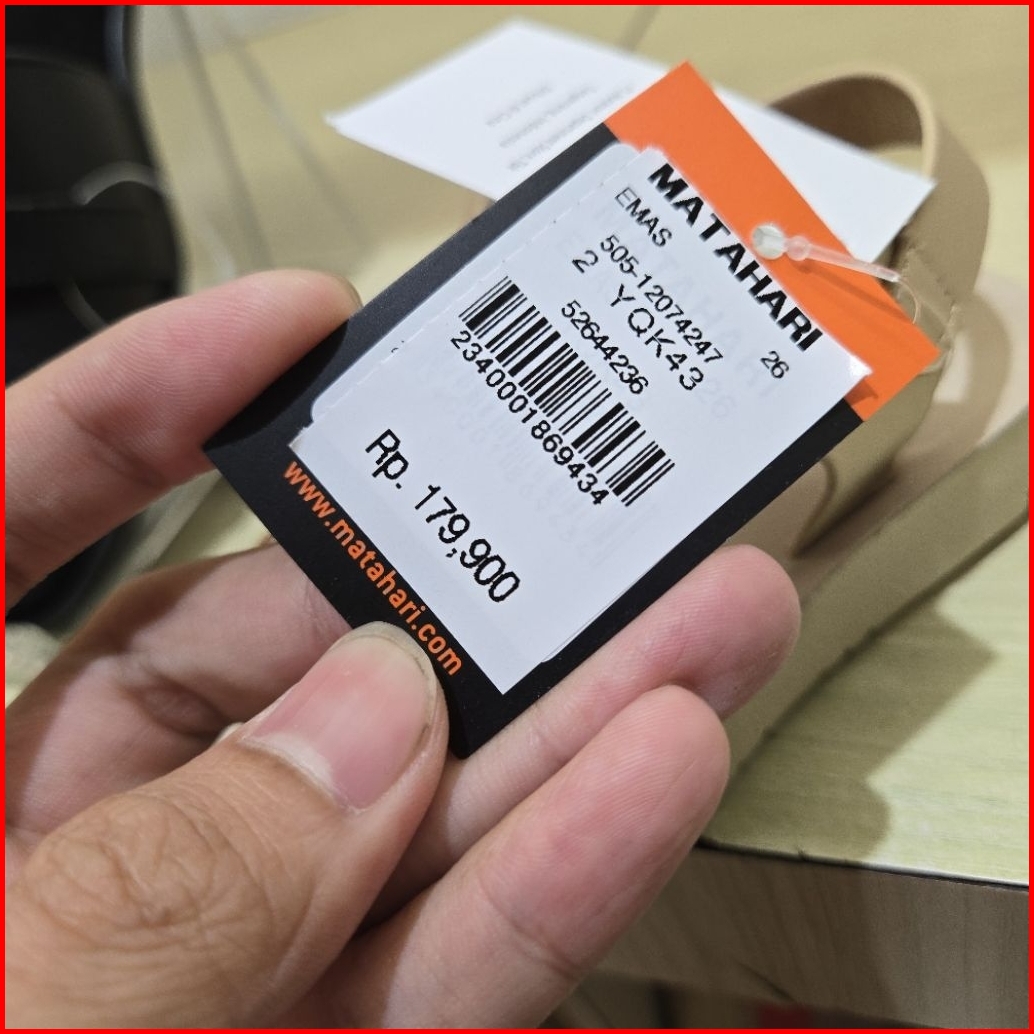 MATAHARI
EMAS 26
505-12074247
2 YQK43
52644236
2340001869434
Rp. 179,900
www.matahari.com